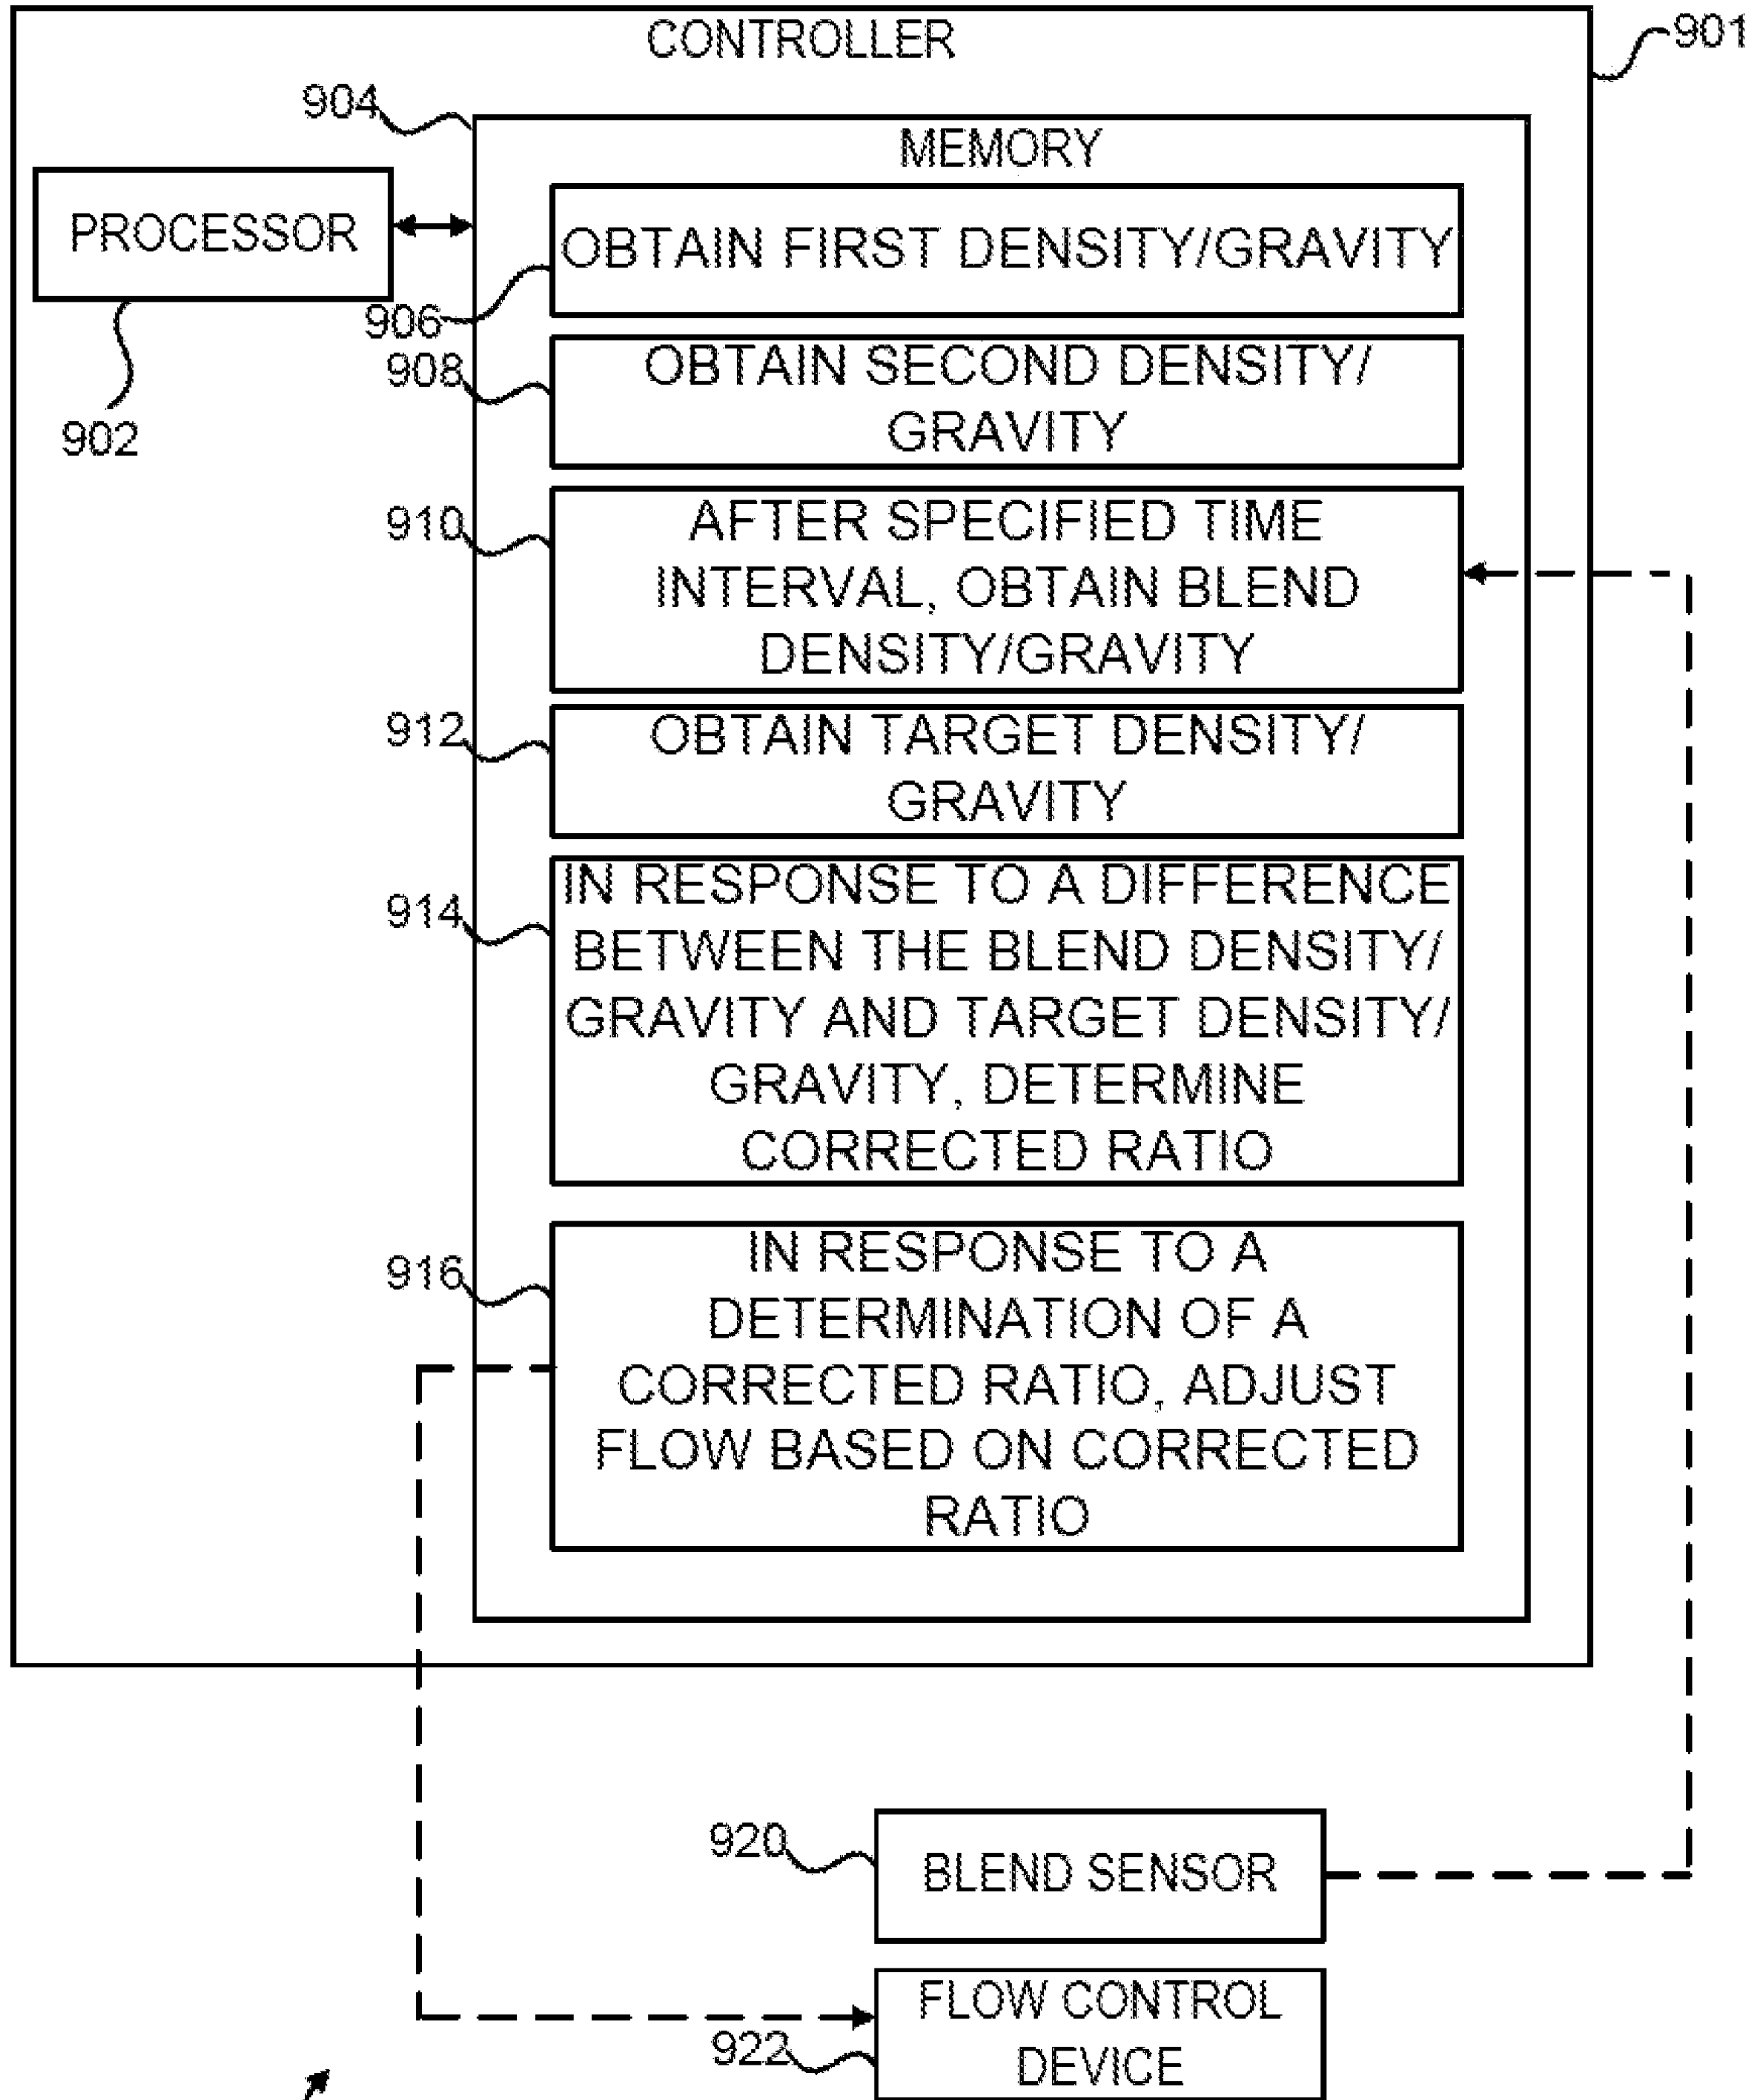 CONTROLLER
901
904
MEMORY
PROCESSOR
902
906
OBTAIN FIRST DENSITY/GRAVITY
908
OBTAIN SECOND DENSITY/
GRAVITY
910
AFTER SPECIFIED TIME
INTERVAL, OBTAIN BLEND
DENSITY/GRAVITY
912
OBTAIN TARGET DENSITY/
GRAVITY
914
IN RESPONSE TO A DIFFERENCE
BETWEEN THE BLEND DENSITY/
GRAVITY AND TARGET DENSITY/
GRAVITY, DETERMINE
CORRECTED RATIO
916
IN RESPONSE TO A
DETERMINATION OF A
CORRECTED RATIO, ADJUST
FLOW BASED ON CORRECTED
RATIO
920
BLEND SENSOR
922
FLOW CONTROL
DEVICE